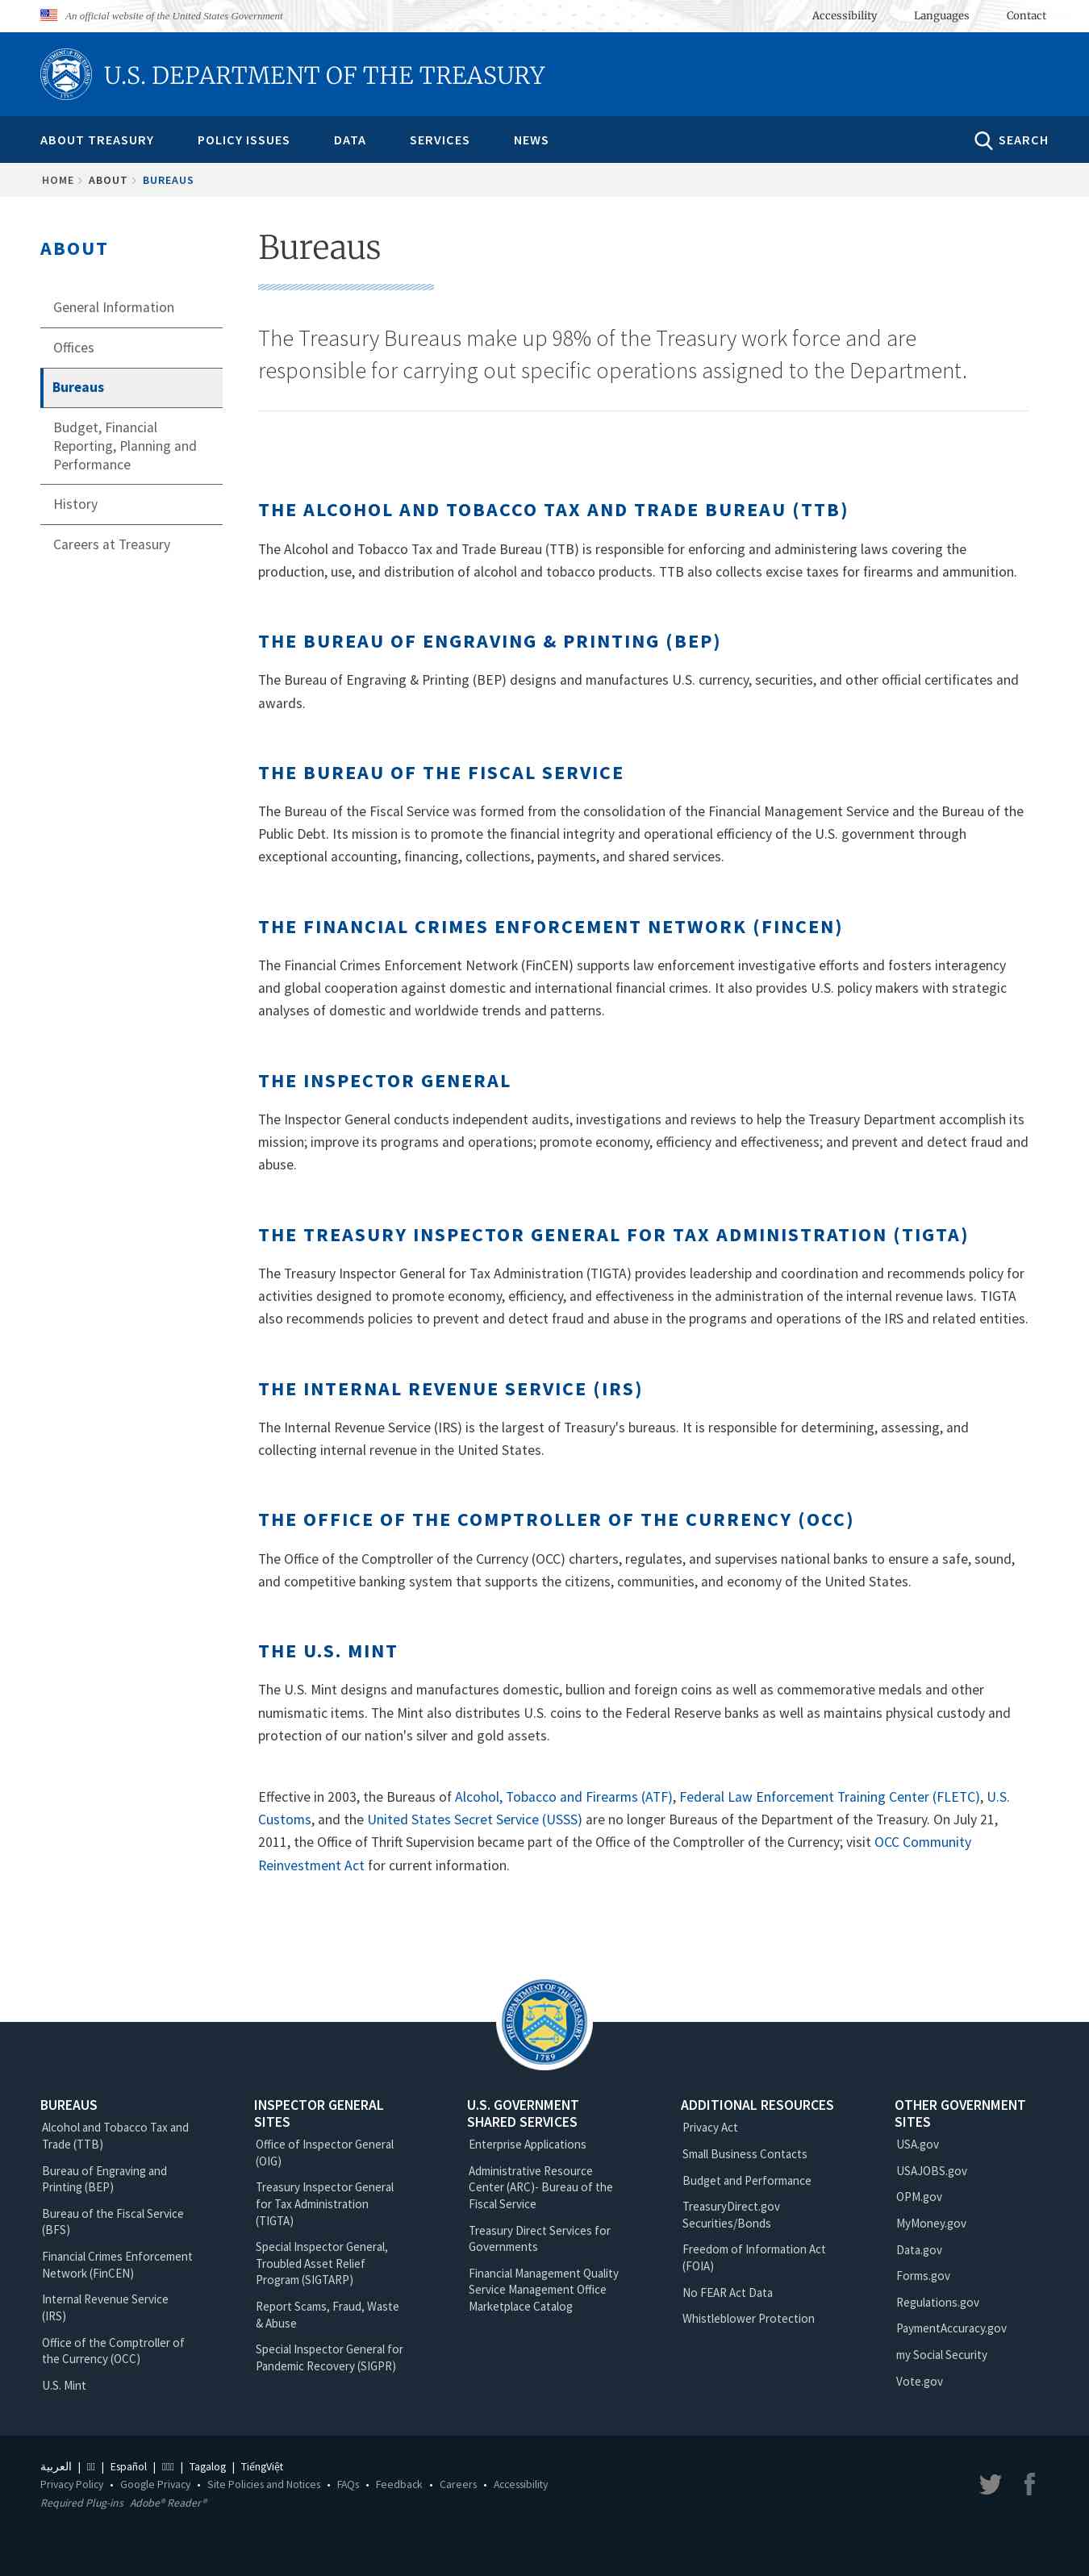 An official website of the United States Government
Accessibility Languages Contact
U.S. DEPARTMENT OF THE TREASURY
ABOUT TREASURY POLICY ISSUES DATA SERVICES NEWS SEARCH
HOME ABOUT BUREAUS
ABOUT
General Information
Offices
Bureaus
Budget, Financial
Reporting, Planning and
Performance
History
Careers at Treasury
Bureaus
The Treasury Bureaus make up 98% of the Treasury work force and are
responsible for carrying out specific operations assigned to the Department.
THE ALCOHOL AND TOBACCO TAX AND TRADE BUREAU (TTB)
The Alcohol and Tobacco Tax and Trade Bureau (TTB) is responsible for enforcing and administering laws covering the
production, use, and distribution of alcohol and tobacco products. TTB also collects excise taxes for firearms and ammunition.
THE BUREAU OF ENGRAVING & PRINTING (BEP)
The Bureau of Engraving & Printing (BEP) designs and manufactures U.S. currency, securities, and other official certificates and
awards.
THE BUREAU OF THE FISCAL SERVICE
The Bureau of the Fiscal Service was formed from the consolidation of the Financial Management Service and the Bureau of the
Public Debt. Its mission is to promote the financial integrity and operational efficiency of the U.S. government through
exceptional accounting, financing, collections, payments, and shared services.
THE FINANCIAL CRIMES ENFORCEMENT NETWORK (FINCEN)
The Financial Crimes Enforcement Network (FinCEN) supports law enforcement investigative efforts and fosters interagency
and global cooperation against domestic and international financial crimes. It also provides U.S. policy makers with strategic
analyses of domestic and worldwide trends and patterns.
THE INSPECTOR GENERAL
The Inspector General conducts independent audits, investigations and reviews to help the Treasury Department accomplish its
mission; improve its programs and operations; promote economy, efficiency and effectiveness; and prevent and detect fraud and
abuse.
THE TREASURY INSPECTOR GENERAL FOR TAX ADMINISTRATION (TIGTA)
The Treasury Inspector General for Tax Administration (TIGTA) provides leadership and coordination and recommends policy for
activities designed to promote economy, efficiency, and effectiveness in the administration of the internal revenue laws. TIGTA
also recommends policies to prevent and detect fraud and abuse in the programs and operations of the IRS and related entities.
THE INTERNAL REVENUE SERVICE (IRS)
The Internal Revenue Service (IRS) is the largest of Treasury's bureaus. It is responsible for determining, assessing, and
collecting internal revenue in the United States.
THE OFFICE OF THE COMPTROLLER OF THE CURRENCY (OCC)
The Office of the Comptroller of the Currency (OCC) charters, regulates, and supervises national banks to ensure a safe, sound,
and competitive banking system that supports the citizens, communities, and economy of the United States.
THE U.S. MINT
The U.S. Mint designs and manufactures domestic, bullion and foreign coins as well as commemorative medals and other
numismatic items. The Mint also distributes U.S. coins to the Federal Reserve banks as well as maintains physical custody and
protection of our nation's silver and gold assets.
Effective in 2003, the Bureaus of Alcohol, Tobacco and Firearms (ATF), Federal Law Enforcement Training Center (FLETC), U.S.
Customs, and the United States Secret Service (USSS) are no longer Bureaus of the Department of the Treasury. On July 21,
2011, the Office of Thrift Supervision became part of the Office of the Comptroller of the Currency; visit OCC Community
Reinvestment Act for current information.
THE DEPARTMENT OF THE TREASURY
1789
BUREAUS
Alcohol and Tobacco Tax and
Trade (TTB)
Bureau of Engraving and
Printing (BEP)
Bureau of the Fiscal Service
(BFS)
Financial Crimes Enforcement
Network (FinCEN)
Internal Revenue Service
(IRS)
Office of the Comptroller of
the Currency (OCC)
U.S. Mint
INSPECTOR GENERAL
SITES
Office of Inspector General
(OIG)
Treasury Inspector General
for Tax Administration
(TIGTA)
Special Inspector General,
Troubled Asset Relief
Program (SIGTARP)
Report Scams, Fraud, Waste
& Abuse
Special Inspector General for
Pandemic Recovery (SIGPR)
U.S. GOVERNMENT
SHARED SERVICES
Enterprise Applications
Administrative Resource
Center (ARC)- Bureau of the
Fiscal Service
Treasury Direct Services for
Governments
Financial Management Quality
Service Management Office
Marketplace Catalog
ADDITIONAL RESOURCES
Privacy Act
Small Business Contacts
Budget and Performance
TreasuryDirect.gov
Securities/Bonds
Freedom of Information Act
(FOIA)
No FEAR Act Data
Whistleblower Protection
OTHER GOVERNMENT
SITES
USA.gov
USAJOBS.gov
OPM.gov
MyMoney.gov
Data.gov
Forms.gov
Regulations.gov
PaymentAccuracy.gov
my Social Security
Vote.gov
العربية | | Español | | Tagalog | TiếngViệt
Privacy Policy • Google Privacy • Site Policies and Notices • FAQs • Feedback • Careers • Accessibility
Required Plug-ins Adobe® Reader®